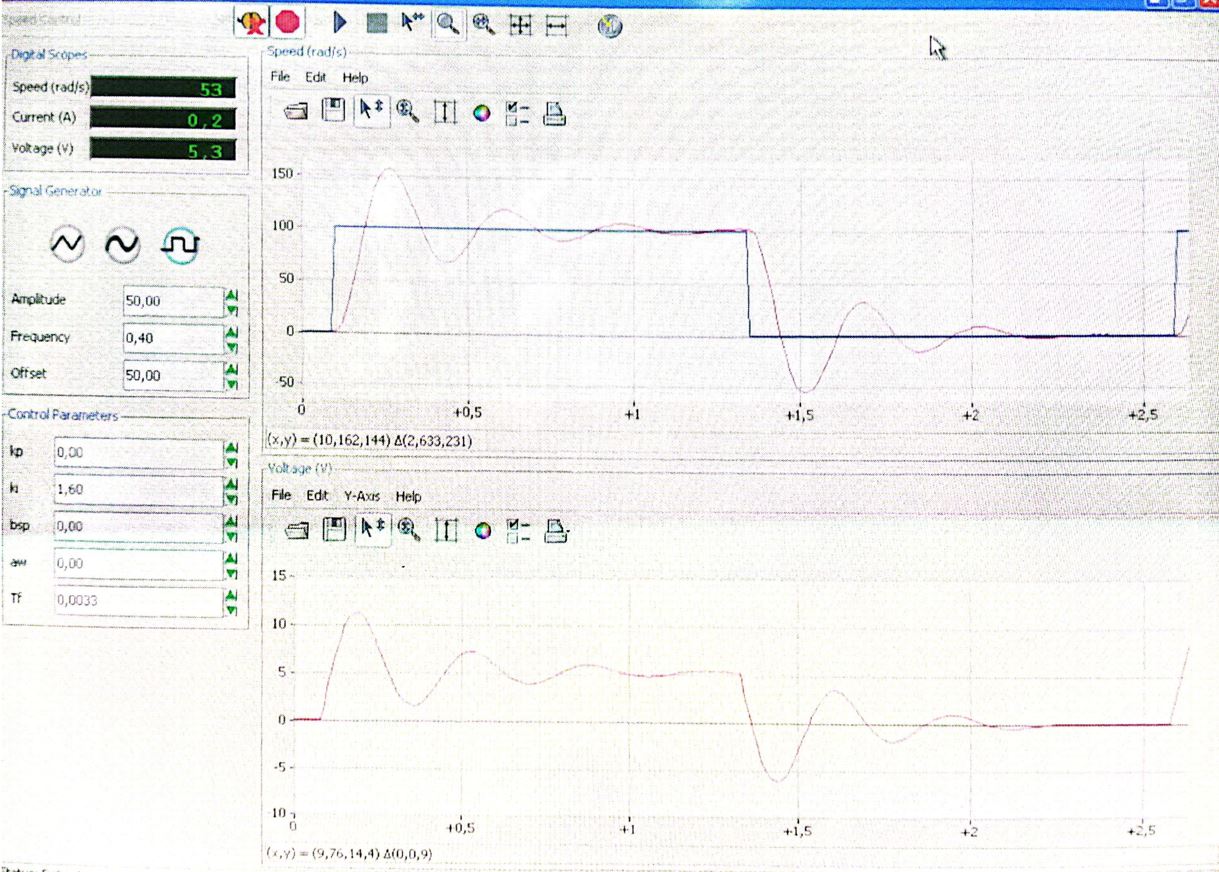 Speed Control
Digital Scopes
Speed (rad/s) 53
Current (A) 0,2
Voltage (V) 5,3
Signal Generator
Amplitude 50,00
Frequency 0,40
Offset 50,00
Control Parameters
kp 0,00
ki 1,60
bsp 0,00
aw 0,00
Tf 0,0033
Speed (rad/s)
File Edit Help
150
100
50
0
-50
0 +0,5 +1 +1,5 +2 +2,5
(x,y) = (10,162,144) Δ(2,633,231)
Voltage (V)
File Edit Y-Axis Help
15
10
5
0
-5
-10
0 +0,5 +1 +1,5 +2 +2,5
(x,y) = (9,76,14,4) Δ(0,0,9)